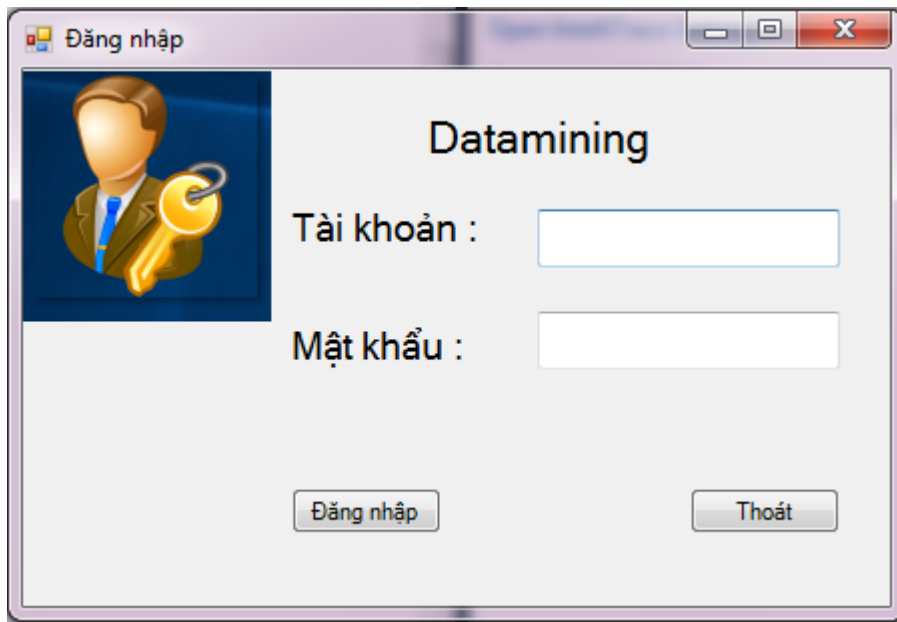 Đăng nhập
Datamining
Tài khoản :
Mật khẩu :
Đăng nhập
Thoát